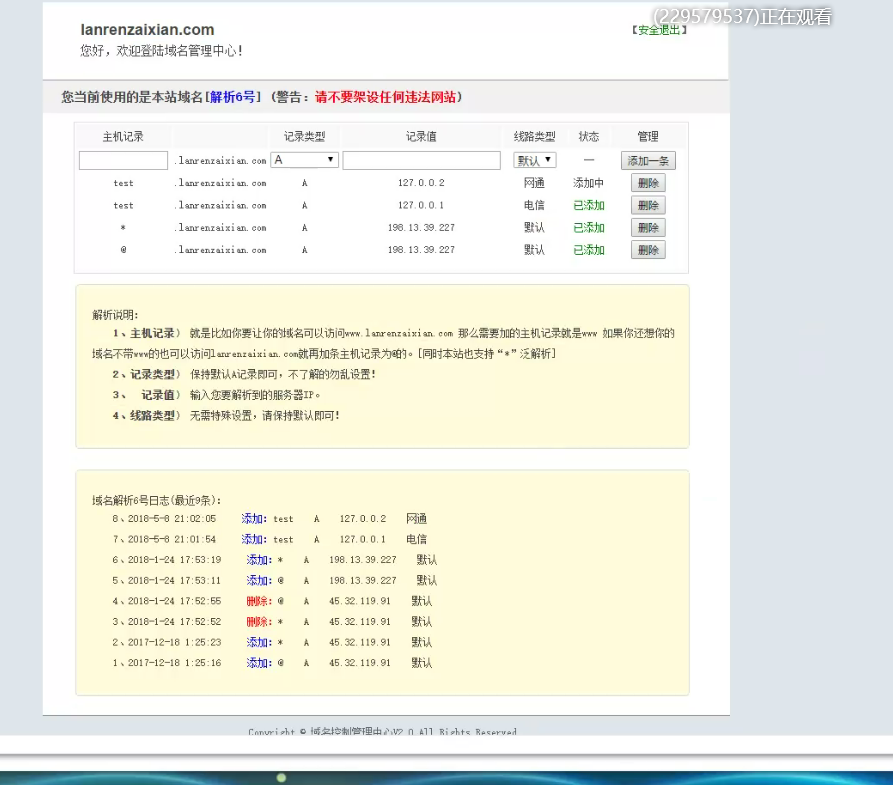 (229579537)正在观看
lanrenzaixian.com
【安全退出】
您好，欢迎登陆域名管理中心！
您当前使用的是本站域名[解析6号] (警告：请不要架设任何违法网站)
主机记录 记录类型 记录值 线路类型 状态 管理
.lanrenzaixian.com A 默认 — 添加一条
test .lanrenzaixian.com A 127.0.0.2 网通 添加中 删除
test .lanrenzaixian.com A 127.0.0.1 电信 已添加 删除
* .lanrenzaixian.com A 198.13.39.227 默认 已添加 删除
@ .lanrenzaixian.com A 198.13.39.227 默认 已添加 删除
解析说明:
1、主机记录） 就是比如你要让你的域名可以访问www.lanrenzaixian.com 那么需要加的主机记录就是www 如果你还想你的
域名不带www的也可以访问lanrenzaixian.com就再加条主机记录为@的。[同时本站也支持“*”泛解析]
2、记录类型） 保持默认A记录即可，不了解的勿乱设置！
3、 记录值） 输入您要解析到的服务器IP。
4、线路类型） 无需特殊设置，请保持默认即可！
域名解析6号日志(最近9条):
8、2018-5-8 21:02:05 添加: test A 127.0.0.2 网通
7、2018-5-8 21:01:54 添加: test A 127.0.0.1 电信
6、2018-1-24 17:53:19 添加: * A 198.13.39.227 默认
5、2018-1-24 17:53:11 添加: @ A 198.13.39.227 默认
4、2018-1-24 17:52:55 删除: @ A 45.32.119.91 默认
3、2018-1-24 17:52:52 删除: * A 45.32.119.91 默认
2、2017-12-18 1:25:23 添加: * A 45.32.119.91 默认
1、2017-12-18 1:25:16 添加: @ A 45.32.119.91 默认
Copyright © 域名控制管理中心V2.0 All Rights Reserved